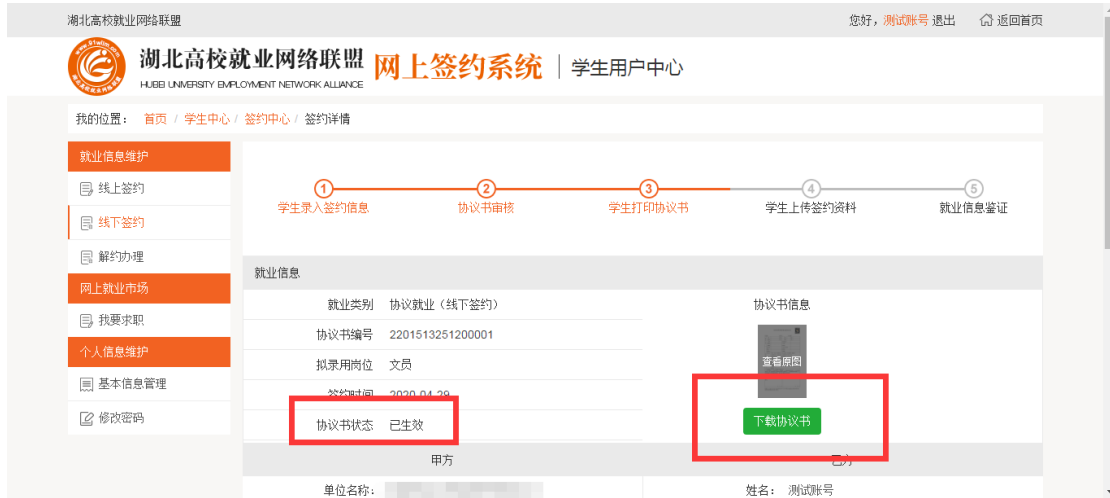 湖北高校就业网络联盟
您好，测试账号 退出 返回首页
www.91wllm.com
湖北高校就业网络联盟 网上签约系统 | 学生用户中心
HUBEI UNIVERSITY EMPLOYMENT NETWORK ALLIANCE
我的位置： 首页 / 学生中心 / 签约中心 / 签约详情
就业信息维护
线上签约
线下签约
解约办理
网上就业市场
我要求职
个人信息维护
基本信息管理
修改密码
1 2 3 4 5
学生录入签约信息 协议书审核 学生打印协议书 学生上传签约资料 就业信息鉴证
就业信息
就业类别 协议就业（线下签约）
协议书编号 2201513251200001
拟录用岗位 文员
签约时间 2020-04-29
协议书状态 已生效
协议书信息
查看原图
下载协议书
甲方 乙方
单位名称：
姓名： 测试账号